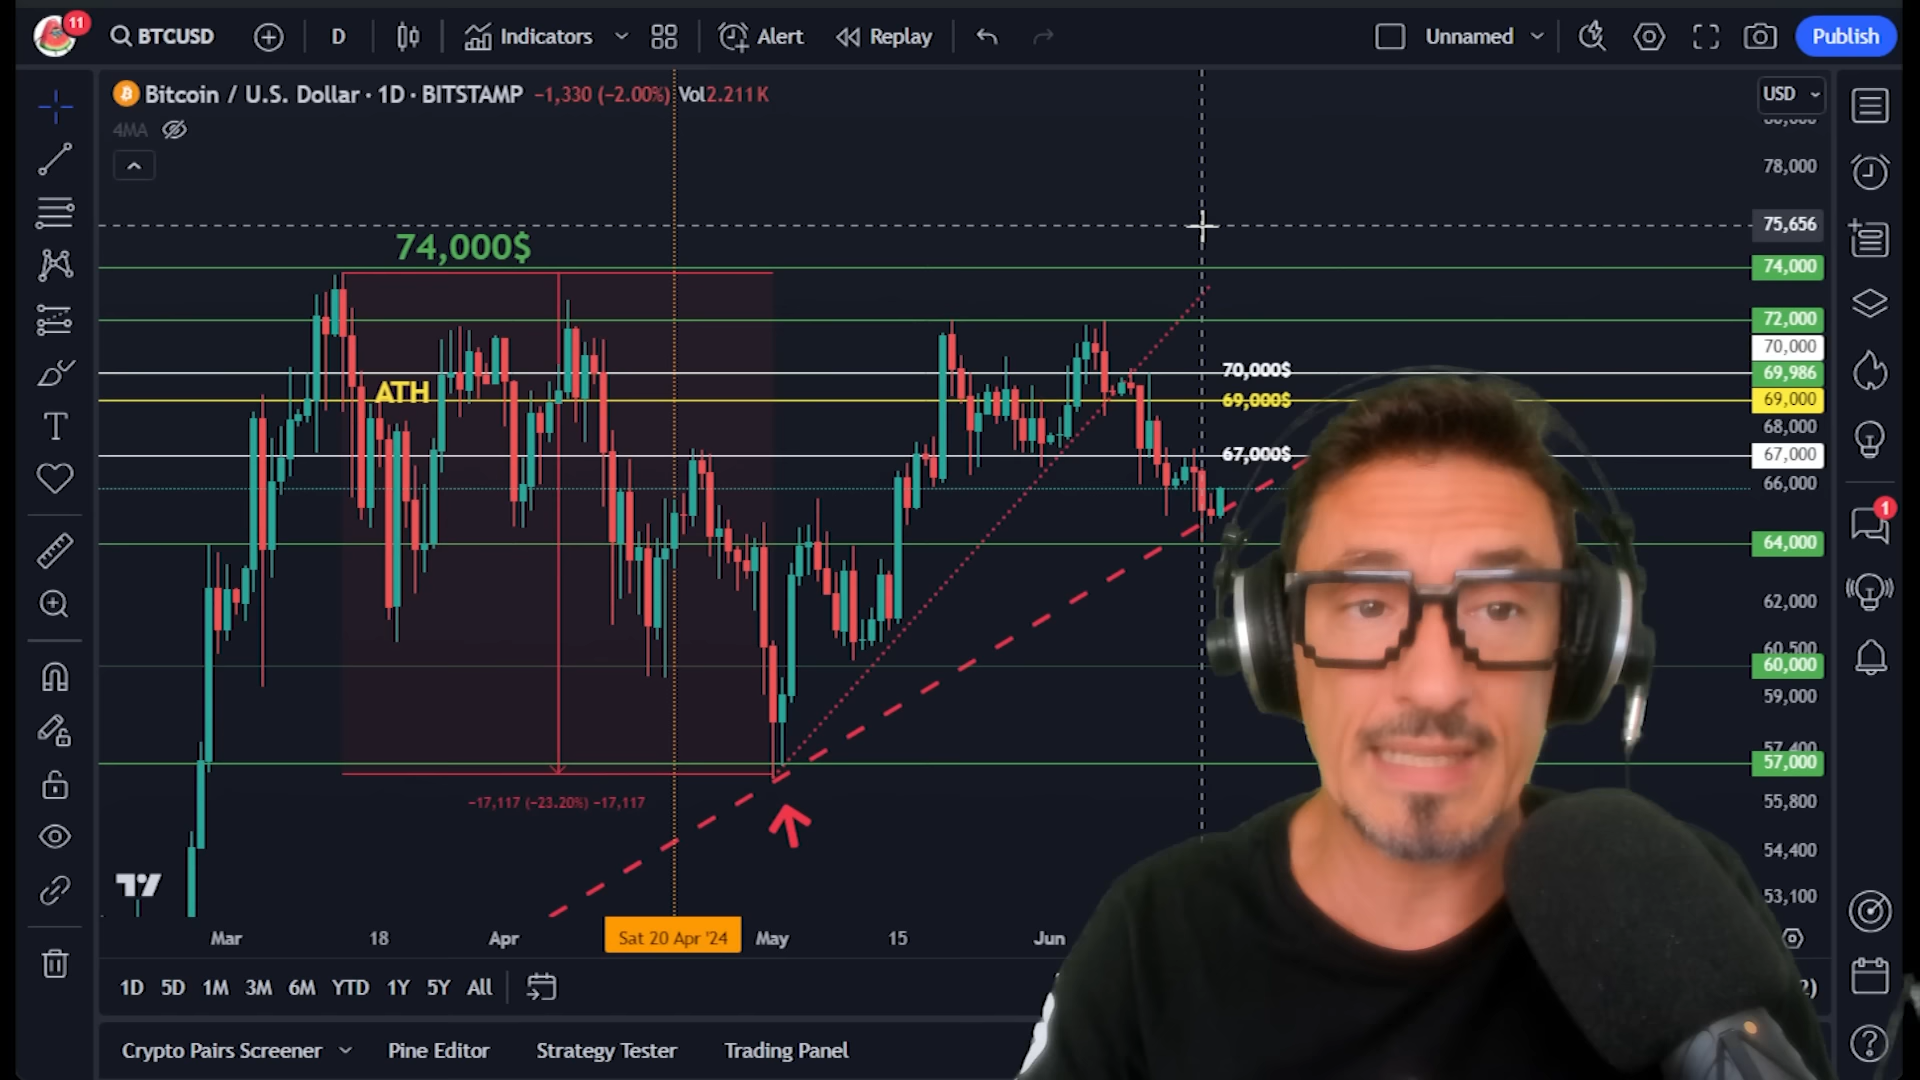 11
BTCUSD
D
Indicators
Alert
Replay
Unnamed
Publish
Bitcoin / U.S. Dollar · 1D · BITSTAMP −1,330 (−2.00%) Vol2.211 K
4MA
USD
78,000
75,656
74,000$
74,000
72,000
70,000
70,000$
69,986
ATH
69,000$
69,000
68,000
67,000$
67,000
66,000
1
64,000
62,000
60,500
60,000
59,000
57,400
57,000
−17,117 (−23.20%) −17,117
55,800
54,400
53,100
Mar
18
Apr
Sat 20 Apr '24
May
15
Jun
1D 5D 1M 3M 6M YTD 1Y 5Y All
Crypto Pairs Screener
Pine Editor
Strategy Tester
Trading Panel